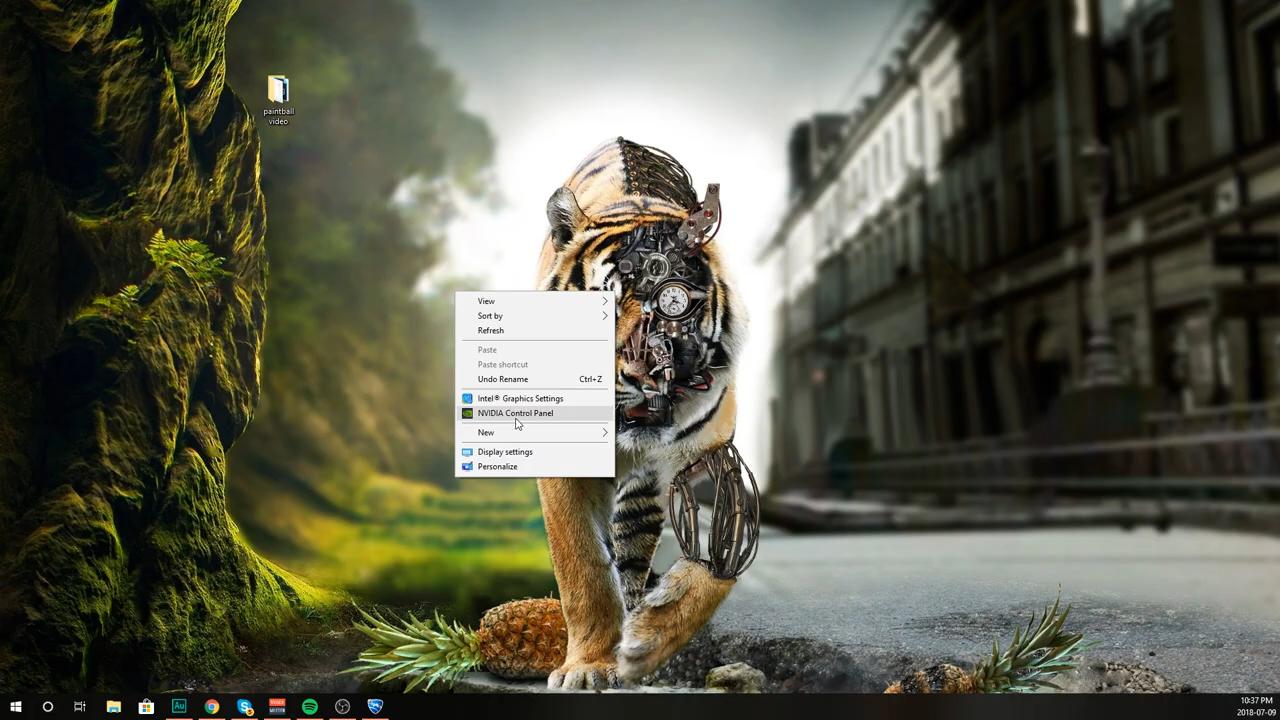 paintball
video
View
Sort by
Refresh
Paste
Paste shortcut
Undo Rename Ctrl+Z
Intel® Graphics Settings
NVIDIA Control Panel
New
Display settings
Personalize
Au
10:37 PM
2018-07-09